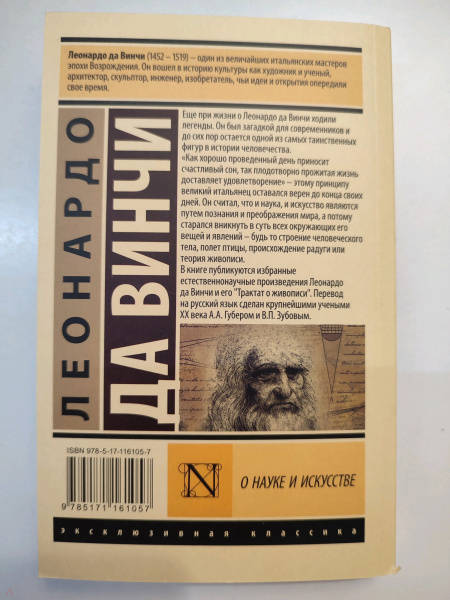 Леонардо да Винчи (1452 – 1519) – один из величайших итальянских мастеров
эпохи Возрождения. Он вошел в историю культуры как художник и ученый,
архитектор, скульптор, инженер, изобретатель, чьи идеи и открытия опередили
свое время.
ЛЕОНАРДО
ДА ВИНЧИ
Еще при жизни о Леонардо да Винчи ходили
легенды. Он был загадкой для современников и
до сих пор остается одной из самых таинственных
фигур в истории человечества.
«Как хорошо проведенный день приносит
счастливый сон, так плодотворно прожитая жизнь
доставляет удовлетворение» – этому принципу
великий итальянец оставался верен до конца своих
дней. Он считал, что и наука, и искусство являются
путем познания и преображения мира, а потому
старался вникнуть в суть всех окружающих его
вещей и явлений – будь то строение человеческого
тела, полет птицы, происхождение радуги или
теория живописи.
В книге публикуются избранные
естественнонаучные произведения Леонардо
да Винчи и его "Трактат о живописи". Перевод
на русский язык сделан крупнейшими учеными
XX века А.А. Губером и В.П. Зубовым.
ISBN 978-5-17-116105-7
9 785171 161057
N
О НАУКЕ И ИСКУССТВЕ
эксклюзивная классика